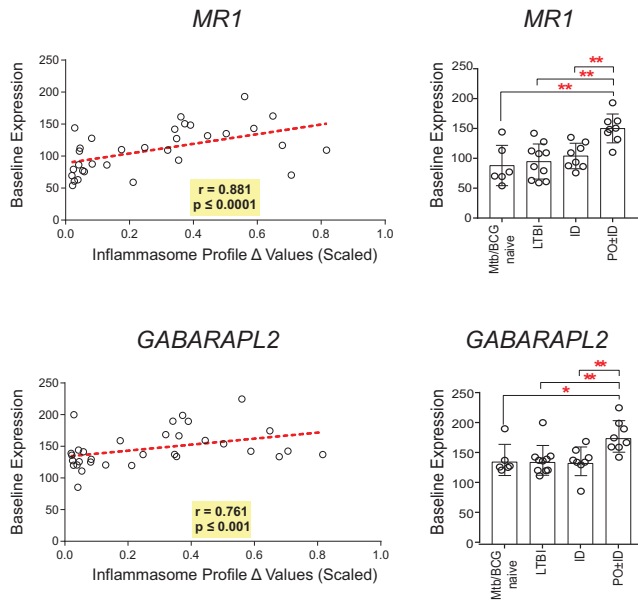 MR1
Baseline Expression
250
200
150
100
50
0
0.0
0.2
0.4
0.6
0.8
1.0
r = 0.881
p ≤ 0.0001
Inflammasome Profile Δ Values (Scaled)
MR1
Baseline Expression
250
200
150
100
50
0
**
**
**
Mtb/BCG
naive
LTBI
ID
PO±ID
GABARAPL2
Baseline Expression
250
200
150
100
50
0
0.0
0.2
0.4
0.6
0.8
1.0
r = 0.761
p ≤ 0.001
Inflammasome Profile Δ Values (Scaled)
GABARAPL2
Baseline Expression
250
200
150
100
50
0
**
**
*
Mtb/BCG
naive
LTBI
ID
PO±ID